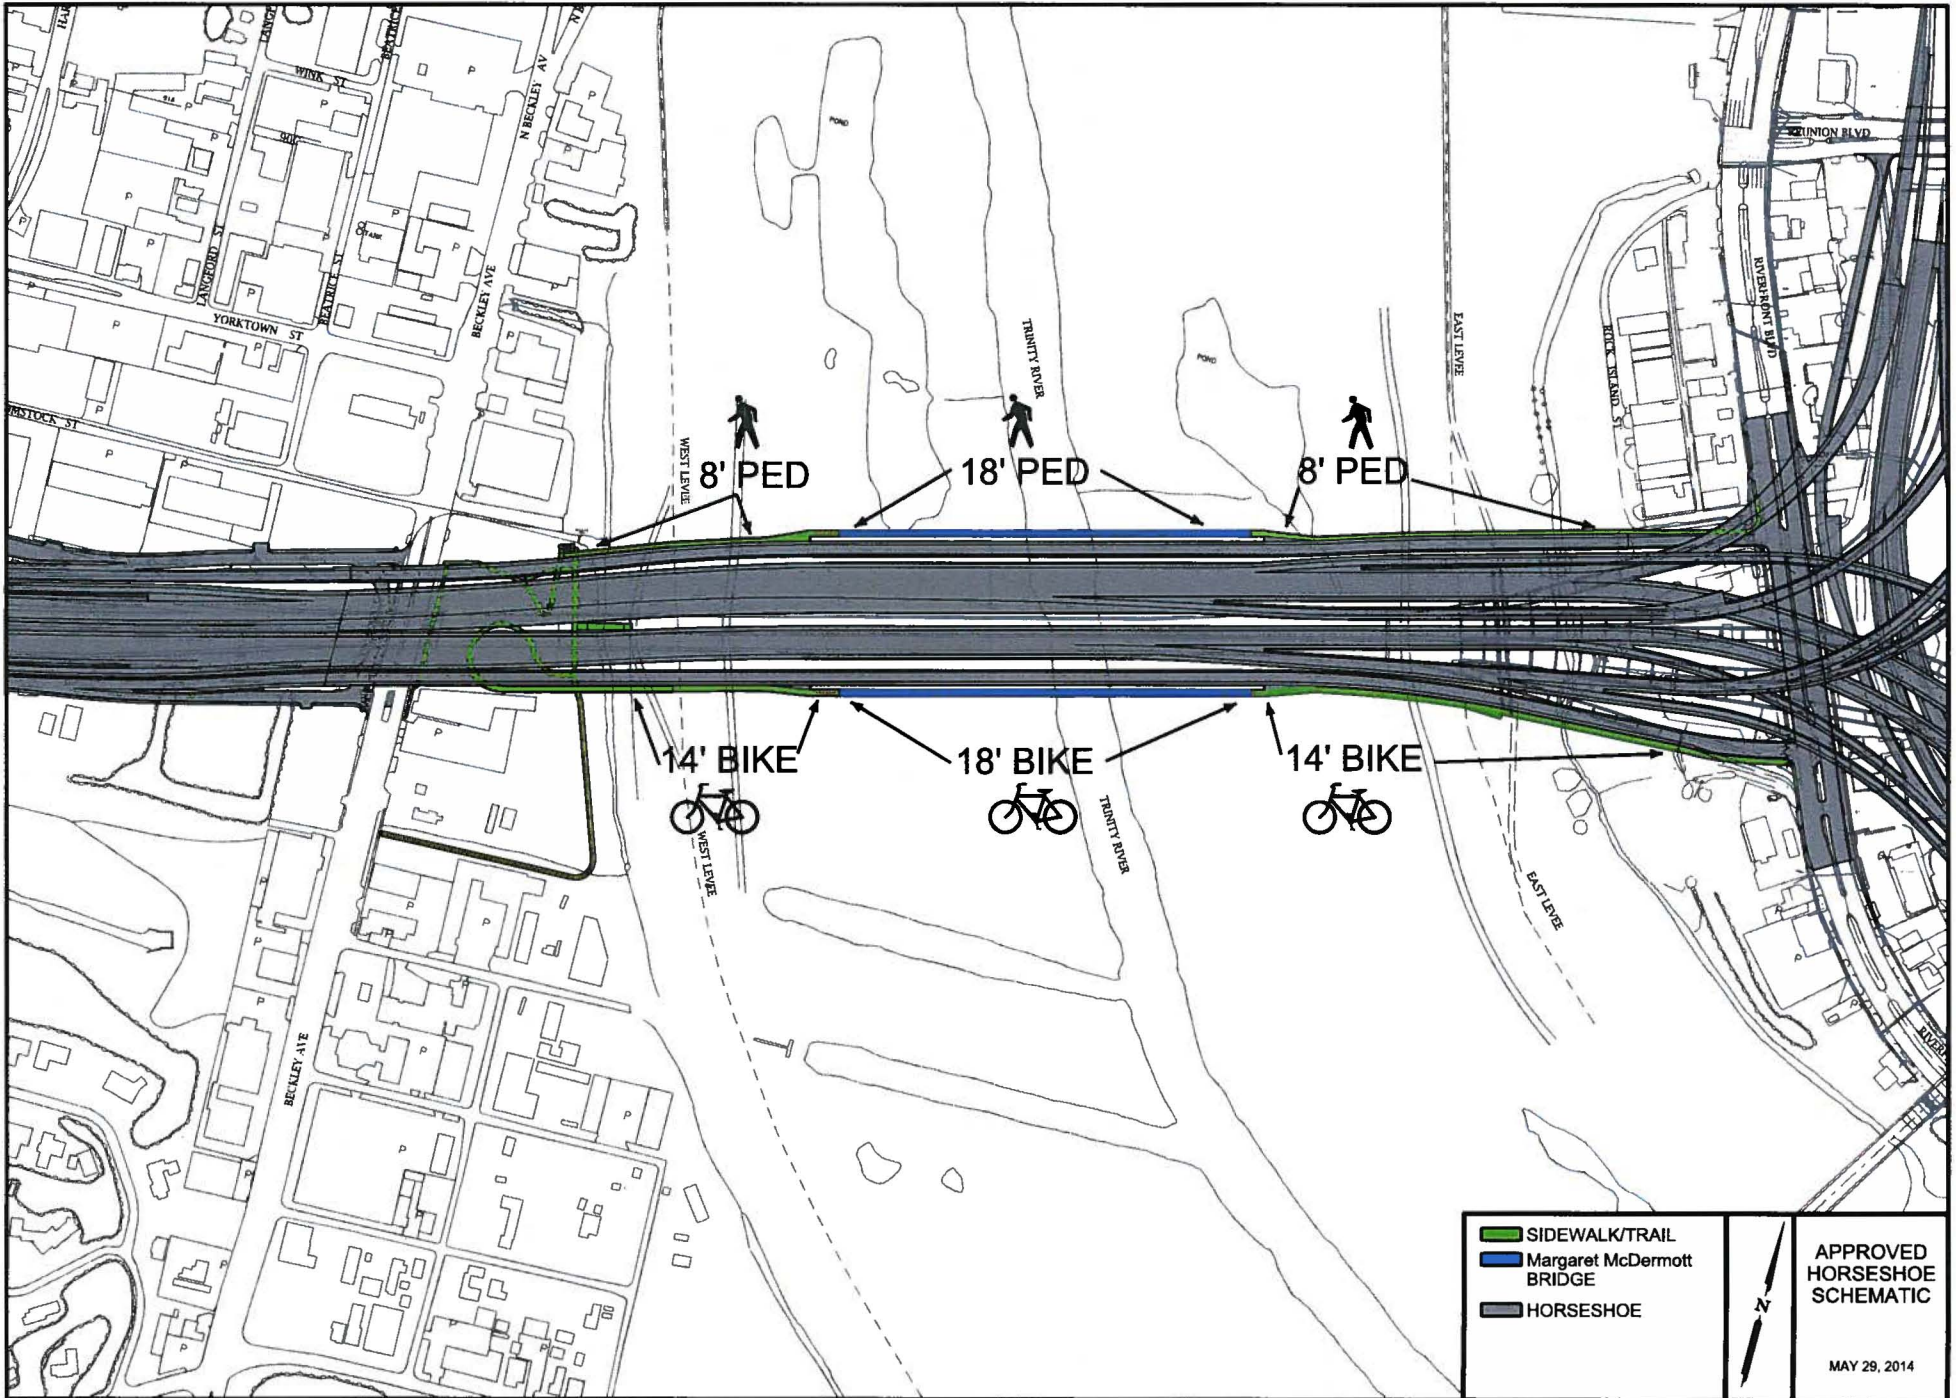 WINK ST
N BECKLEY AV
P
POND
REUNION BLVD
TANK
LANGFORD ST
BEATRICE ST
BECKLEY AVE
YORKTOWN ST
TRINITY RIVER
POND
EAST LEVEE
ROCK ISLAND ST
RIVERFRONT BLVD
WEST LEVEE
8' PED
18' PED
8' PED
14' BIKE
18' BIKE
14' BIKE
WEST LEVEE
TRINITY RIVER
EAST LEVEE
BECKLEY AVE
SIDEWALK/TRAIL
Margaret McDermott
BRIDGE
HORSESHOE
N
APPROVED
HORSESHOE
SCHEMATIC
MAY 29, 2014